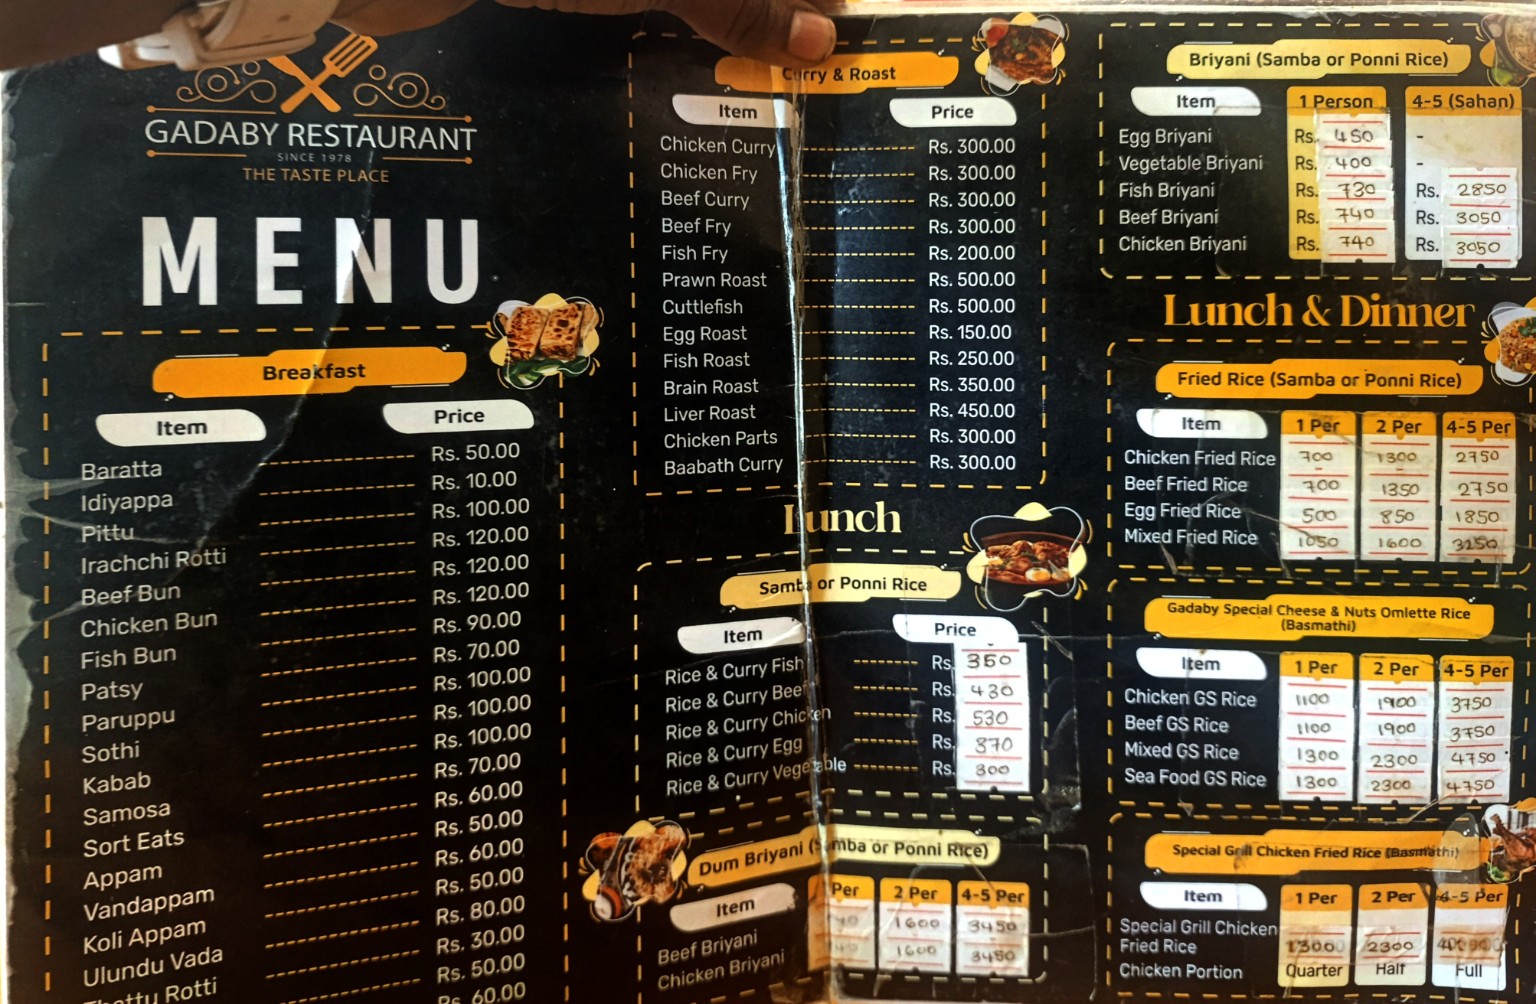 GADABY RESTAURANT
SINCE 1978
THE TASTE PLACE
MENU
Breakfast
Item Price
Baratta Rs. 50.00
Idiyappa Rs. 10.00
Pittu Rs. 100.00
Irachchi Rotti Rs. 120.00
Beef Bun Rs. 120.00
Chicken Bun Rs. 120.00
Fish Bun Rs. 90.00
Patsy Rs. 70.00
Paruppu Rs. 100.00
Sothi Rs. 100.00
Kabab Rs. 100.00
Samosa Rs. 70.00
Sort Eats Rs. 60.00
Appam Rs. 50.00
Vandappam Rs. 60.00
Koli Appam Rs. 50.00
Ulundu Vada Rs. 80.00
Thattu Rotti Rs. 30.00
Rs. 50.00
Rs. 60.00
Curry & Roast
Item Price
Chicken Curry Rs. 300.00
Chicken Fry Rs. 300.00
Beef Curry Rs. 300.00
Beef Fry Rs. 300.00
Fish Fry Rs. 200.00
Prawn Roast Rs. 500.00
Cuttlefish Rs. 500.00
Egg Roast Rs. 150.00
Fish Roast Rs. 250.00
Brain Roast Rs. 350.00
Liver Roast Rs. 450.00
Chicken Parts Rs. 300.00
Baabath Curry Rs. 300.00
Lunch
Samba or Ponni Rice
Item Price
Rice & Curry Fish Rs. 350
Rice & Curry Beef Rs. 430
Rice & Curry Chicken Rs. 530
Rice & Curry Egg Rs. 370
Rice & Curry Vegetable Rs. 300
Dum Briyani (Samba or Ponni Rice)
Item Per 2 Per 4-5 Per
Beef Briyani 1600 3450
Chicken Briyani 1600 3450
Briyani (Samba or Ponni Rice)
Item 1 Person 4-5 (Sahan)
Egg Briyani Rs. 450 -
Vegetable Briyani Rs. 400 -
Fish Briyani Rs. 730 Rs. 2850
Beef Briyani Rs. 740 Rs. 3050
Chicken Briyani Rs. 740 Rs. 3050
Lunch & Dinner
Fried Rice (Samba or Ponni Rice)
Item 1 Per 2 Per 4-5 Per
Chicken Fried Rice 700 1300 2750
Beef Fried Rice 700 1350 2750
Egg Fried Rice 500 850 1850
Mixed Fried Rice 1050 1600 3250
Gadaby Special Cheese & Nuts Omlette Rice
(Basmathi)
Item 1 Per 2 Per 4-5 Per
Chicken GS Rice 1100 1900 3750
Beef GS Rice 1100 1900 3750
Mixed GS Rice 1300 2300 4750
Sea Food GS Rice 1300 2300 4750
Special Grill Chicken Fried Rice (Basmathi)
Item 1 Per 2 Per 4-5 Per
Special Grill Chicken
Fried Rice 2300
Chicken Portion Quarter Half Full